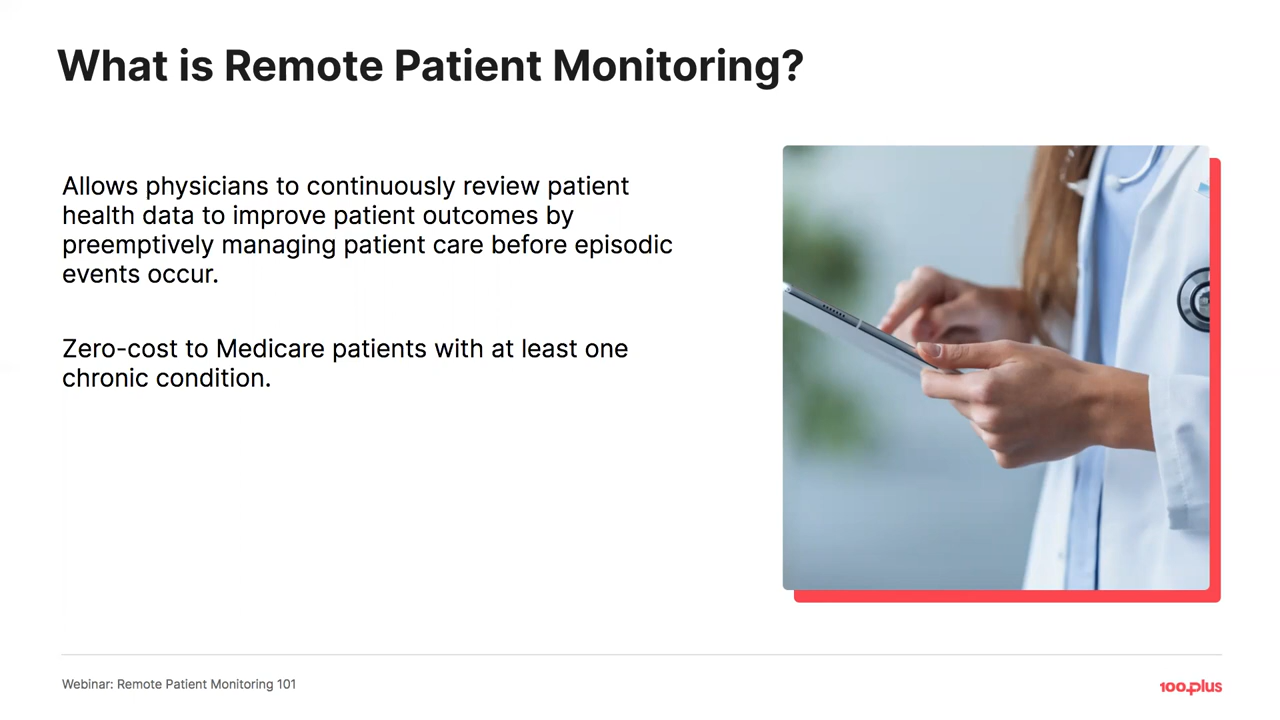 What is Remote Patient Monitoring?
Allows physicians to continuously review patient
health data to improve patient outcomes by
preemptively managing patient care before episodic
events occur.
Zero-cost to Medicare patients with at least one
chronic condition.
Webinar: Remote Patient Monitoring 101
100plus